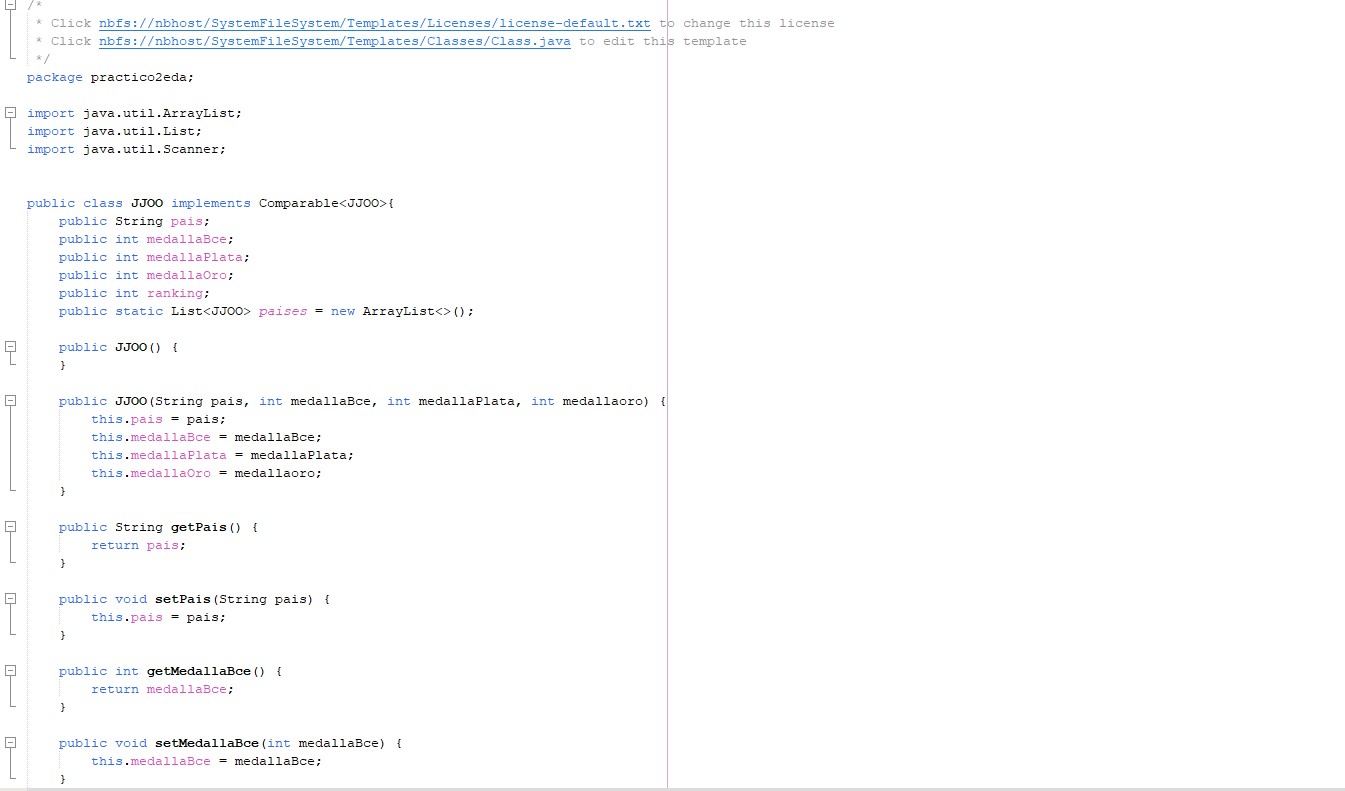 /*
 * Click nbfs://nbhost/SystemFileSystem/Templates/Licenses/license-default.txt to change this license
 * Click nbfs://nbhost/SystemFileSystem/Templates/Classes/Class.java to edit this template
 */
package practico2eda;

import java.util.ArrayList;
import java.util.List;
import java.util.Scanner;


public class JJOO implements Comparable<JJOO>{
    public String pais;
    public int medallaBce;
    public int medallaPlata;
    public int medallaOro;
    public int ranking;
    public static List<JJOO> paises = new ArrayList<>();

    public JJOO() {
    }

    public JJOO(String pais, int medallaBce, int medallaPlata, int medallaoro) {
        this.pais = pais;
        this.medallaBce = medallaBce;
        this.medallaPlata = medallaPlata;
        this.medallaOro = medallaoro;
    }

    public String getPais() {
        return pais;
    }

    public void setPais(String pais) {
        this.pais = pais;
    }

    public int getMedallaBce() {
        return medallaBce;
    }

    public void setMedallaBce(int medallaBce) {
        this.medallaBce = medallaBce;
    }